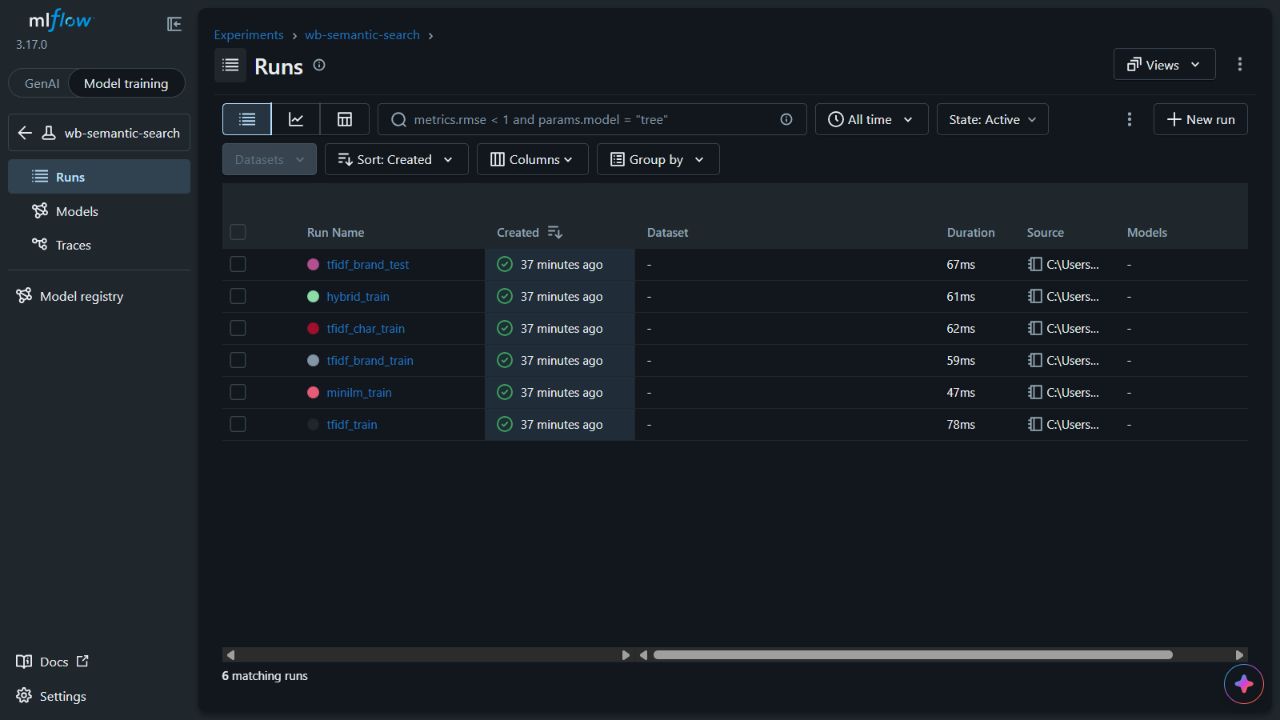 mlflow
3.17.0
GenAI Model training
wb-semantic-search
Runs
Models
Traces
Model registry
Docs
Settings
Experiments › wb-semantic-search ›
Runs
Views
metrics.rmse < 1 and params.model = "tree"
All time
State: Active
New run
Datasets
Sort: Created
Columns
Group by
Run Name Created Dataset Duration Source Models
tfidf_brand_test 37 minutes ago - 67ms C:\Users... -
hybrid_train 37 minutes ago - 61ms C:\Users... -
tfidf_char_train 37 minutes ago - 62ms C:\Users... -
tfidf_brand_train 37 minutes ago - 59ms C:\Users... -
minilm_train 37 minutes ago - 47ms C:\Users... -
tfidf_train 37 minutes ago - 78ms C:\Users... -
6 matching runs